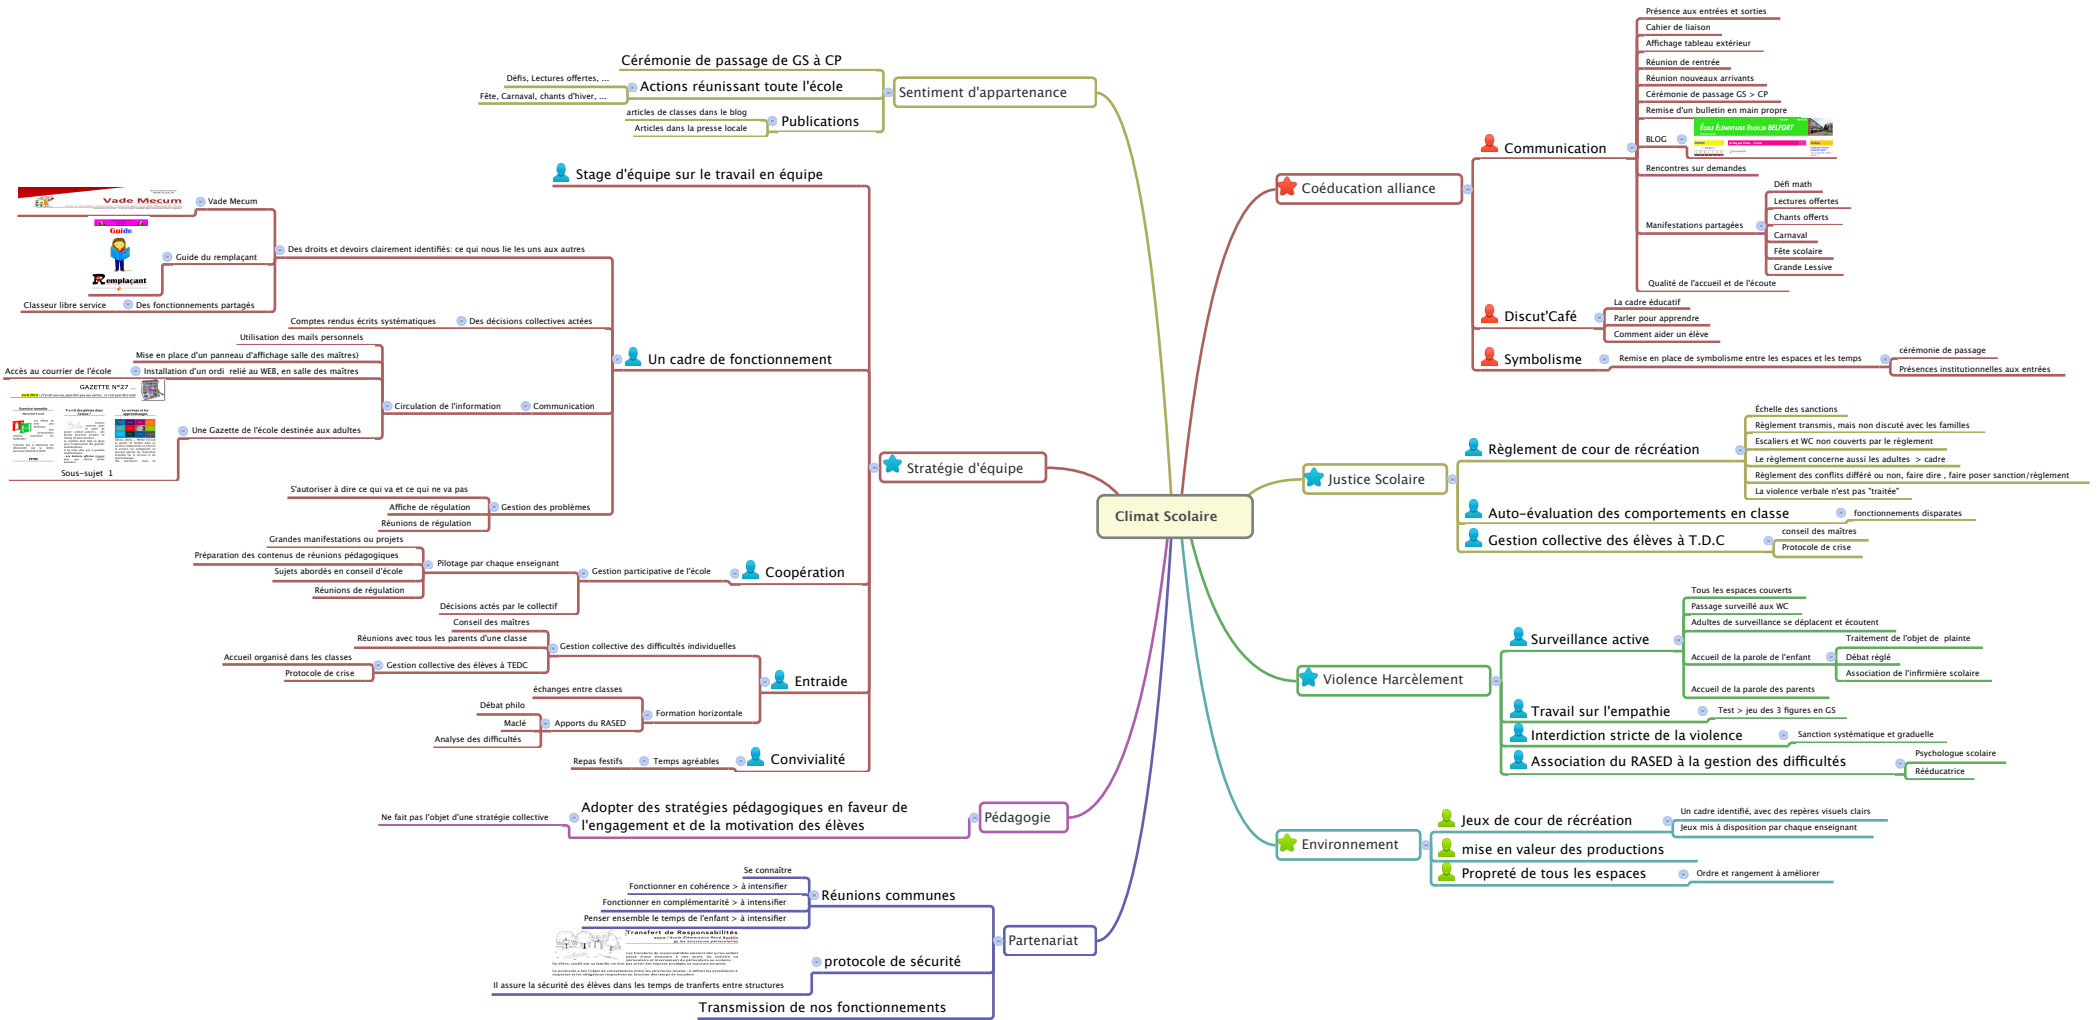 Climat Scolaire
Sentiment d'appartenance
Cérémonie de passage de GS à CP
Actions réunissant toute l'école
Défis, Lectures offertes, ...
Fête, Carnaval, chants d'hiver, ...
Publications
articles de classes dans le blog
Articles dans la presse locale
Stratégie d'équipe
Stage d'équipe sur le travail en équipe
Un cadre de fonctionnement
Des droits et devoirs clairement identifiés: ce qui nous lie les uns aux autres
Vade Mecum
Vade Mecum
Guide du remplaçant
Guide
Remplaçant
Des fonctionnements partagés
Classeur libre service
Des décisions collectives actées
Comptes rendus écrits systématiques
Communication
Circulation de l'information
Utilisation des mails personnels
Mise en place d'un panneau d'affichage salle des maîtres)
Installation d'un ordi relié au WEB, en salle des maîtres
Accès au courrier de l'école
Une Gazette de l'école destinée aux adultes
GAZETTE N°27 ...
Sous-sujet 1
Gestion des problèmes
S'autoriser à dire ce qui va et ce qui ne va pas
Affiche de régulation
Réunions de régulation
Coopération
Gestion participative de l'école
Pilotage par chaque enseignant
Grandes manifestations ou projets
Préparation des contenus de réunions pédagogiques
Sujets abordés en conseil d'école
Réunions de régulation
Décisions actés par le collectif
Entraide
Gestion collective des difficultés individuelles
Conseil des maîtres
Réunions avec tous les parents d'une classe
Gestion collective des élèves à TEDC
Accueil organisé dans les classes
Protocole de crise
Formation horizontale
échanges entre classes
Apports du RASED
Débat philo
Maclé
Analyse des difficultés
Convivialité
Temps agréables
Repas festifs
Pédagogie
Adopter des stratégies pédagogiques en faveur de
l'engagement et de la motivation des élèves
Ne fait pas l'objet d'une stratégie collective
Partenariat
Réunions communes
Se connaître
Fonctionner en cohérence > à intensifier
Fonctionner en complémentarité > à intensifier
Penser ensemble le temps de l'enfant > à intensifier
protocole de sécurité
Transfert de Responsabilités
Il assure la sécurité des élèves dans les temps de tranferts entre structures
Transmission de nos fonctionnements
Coéducation alliance
Communication
Présence aux entrées et sorties
Cahier de liaison
Affichage tableau extérieur
Réunion de rentrée
Réunion nouveaux arrivants
Cérémonie de passage GS > CP
Remise d'un bulletin en main propre
BLOG
École Élémentaire Rucklin BELFORT
Rencontres sur demandes
Manifestations partagées
Défi math
Lectures offertes
Chants offerts
Carnaval
Fête scolaire
Grande Lessive
Qualité de l'accueil et de l'écoute
Discut'Café
La cadre éducatif
Parler pour apprendre
Comment aider un élève
Symbolisme
Remise en place de symbolisme entre les espaces et les temps
cérémonie de passage
Présences institutionnelles aux entrées
Justice Scolaire
Règlement de cour de récréation
Échelle des sanctions
Règlement transmis, mais non discuté avec les familles
Escaliers et WC non couverts par le règlement
Le règlement concerne aussi les adultes > cadre
Règlement des conflits différé ou non, faire dire , faire poser sanction/règlement
La violence verbale n'est pas "traitée"
Auto-évaluation des comportements en classe
fonctionnements disparates
Gestion collective des élèves à T.D.C
conseil des maîtres
Protocole de crise
Violence Harcèlement
Surveillance active
Tous les espaces couverts
Passage surveillé aux WC
Adultes de surveillance se déplacent et écoutent
Accueil de la parole de l'enfant
Traitement de l'objet de plainte
Débat réglé
Association de l'infirmière scolaire
Accueil de la parole des parents
Travail sur l'empathie
Test > jeu des 3 figures en GS
Interdiction stricte de la violence
Sanction systématique et graduelle
Association du RASED à la gestion des difficultés
Psychologue scolaire
Rééducatrice
Environnement
Jeux de cour de récréation
Un cadre identifié, avec des repères visuels clairs
Jeux mis à disposition par chaque enseignant
mise en valeur des productions
Propreté de tous les espaces
Ordre et rangement à améliorer